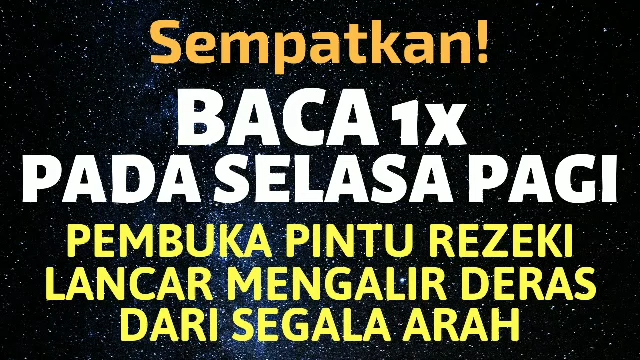 Sempatkan!
BACA 1x
PADA SELASA PAGI
PEMBUKA PINTU REZEKI
LANCAR MENGALIR DERAS
DARI SEGALA ARAH